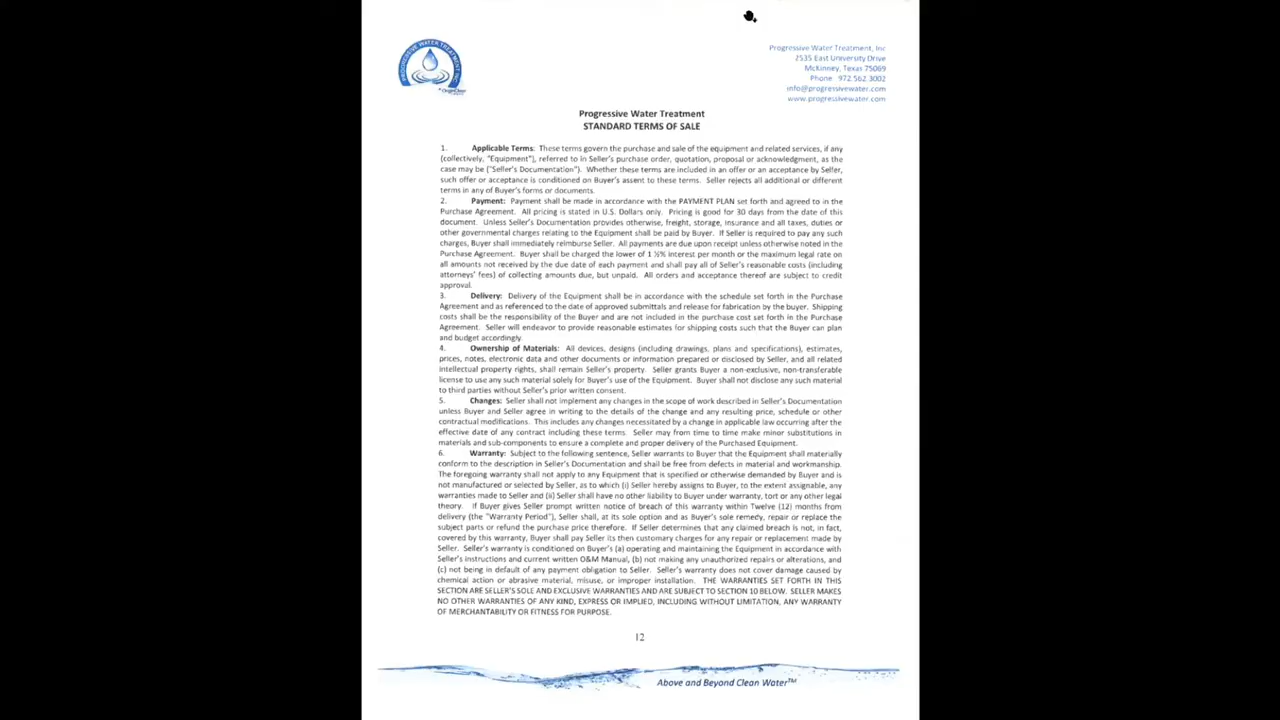 PROGRESSIVE WATER TREATMENT, INC
OriginClear
Progressive Water Treatment, Inc
2535 East University Drive
McKinney, Texas 75069
Phone 972.562.3002
info@progressivewater.com
www.progressivewater.com
Progressive Water Treatment
STANDARD TERMS OF SALE
1. Applicable Terms: These terms govern the purchase and sale of the equipment and related services, if any
(collectively, "Equipment"), referred to in Seller's purchase order, quotation, proposal or acknowledgment, as the
case may be ("Seller's Documentation"). Whether these terms are included in an offer or an acceptance by Seller,
such offer or acceptance is conditioned on Buyer's assent to these terms. Seller rejects all additional or different
terms in any of Buyer's forms or documents.
2. Payment: Payment shall be made in accordance with the PAYMENT PLAN set forth and agreed to in the
Purchase Agreement. All pricing is stated in U.S. Dollars only. Pricing is good for 30 days from the date of this
document. Unless Seller's Documentation provides otherwise, freight, storage, insurance and all taxes, duties or
other governmental charges relating to the Equipment shall be paid by Buyer. If Seller is required to pay any such
charges, Buyer shall immediately reimburse Seller. All payments are due upon receipt unless otherwise noted in the
Purchase Agreement. Buyer shall be charged the lower of 1 ½% interest per month or the maximum legal rate on
all amounts not received by the due date of each payment and shall pay all of Seller's reasonable costs (including
attorneys' fees) of collecting amounts due, but unpaid. All orders and acceptance thereof are subject to credit
approval.
3. Delivery: Delivery of the Equipment shall be in accordance with the schedule set forth in the Purchase
Agreement and as referenced to the date of approved submittals and release for fabrication by the buyer. Shipping
costs shall be the responsibility of the Buyer and are not included in the purchase cost set forth in the Purchase
Agreement. Seller will endeavor to provide reasonable estimates for shipping costs such that the Buyer can plan
and budget accordingly.
4. Ownership of Materials: All devices, designs (including drawings, plans and specifications), estimates,
prices, notes, electronic data and other documents or information prepared or disclosed by Seller, and all related
intellectual property rights, shall remain Seller's property. Seller grants Buyer a non-exclusive, non-transferable
license to use any such material solely for Buyer's use of the Equipment. Buyer shall not disclose any such material
to third parties without Seller's prior written consent.
5. Changes: Seller shall not implement any changes in the scope of work described in Seller's Documentation
unless Buyer and Seller agree in writing to the details of the change and any resulting price, schedule or other
contractual modifications. This includes any changes necessitated by a change in applicable law occurring after the
effective date of any contract including these terms. Seller may from time to time make minor substitutions in
materials and sub-components to ensure a complete and proper delivery of the Purchased Equipment.
6. Warranty: Subject to the following sentence, Seller warrants to Buyer that the Equipment shall materially
conform to the description in Seller's Documentation and shall be free from defects in material and workmanship.
The foregoing warranty shall not apply to any Equipment that is specified or otherwise demanded by Buyer and is
not manufactured or selected by Seller, as to which (i) Seller hereby assigns to Buyer, to the extent assignable, any
warranties made to Seller and (ii) Seller shall have no other liability to Buyer under warranty, tort or any other legal
theory. If Buyer gives Seller prompt written notice of breach of this warranty within Twelve (12) months from
delivery (the "Warranty Period"), Seller shall, at its sole option and as Buyer's sole remedy, repair or replace the
subject parts or refund the purchase price therefore. If Seller determines that any claimed breach is not, in fact,
covered by this warranty, Buyer shall pay Seller its then customary charges for any repair or replacement made by
Seller. Seller's warranty is conditioned on Buyer's (a) operating and maintaining the Equipment in accordance with
Seller's instructions and current written O&M Manual, (b) not making any unauthorized repairs or alterations, and
(c) not being in default of any payment obligation to Seller. Seller's warranty does not cover damage caused by
chemical action or abrasive material, misuse, or improper installation. THE WARRANTIES SET FORTH IN THIS
SECTION ARE SELLER'S SOLE AND EXCLUSIVE WARRANTIES AND ARE SUBJECT TO SECTION 10 BELOW. SELLER MAKES
NO OTHER WARRANTIES OF ANY KIND, EXPRESS OR IMPLIED, INCLUDING WITHOUT LIMITATION, ANY WARRANTY
OF MERCHANTABILITY OR FITNESS FOR PURPOSE.
12
Above and Beyond Clean Water™